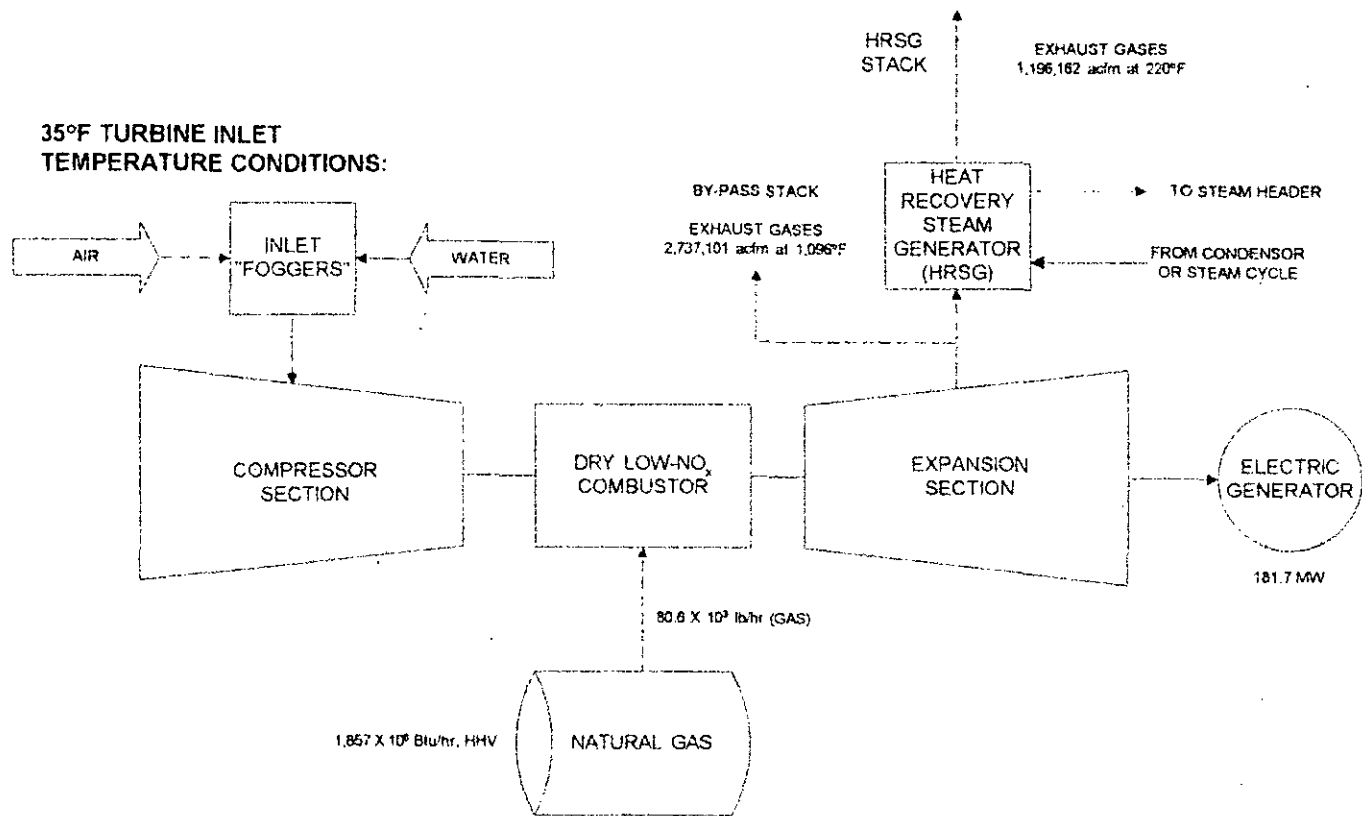 HRSG
STACK
EXHAUST GASES
1,196,162 acfm at 220°F
35°F TURBINE INLET
TEMPERATURE CONDITIONS:
BY-PASS STACK
EXHAUST GASES
2,737,101 acfm at 1,096°F
HEAT
RECOVERY
STEAM
GENERATOR
(HRSG)
TO STEAM HEADER
FROM CONDENSOR
OR STEAM CYCLE
AIR
INLET
"FOGGERS"
WATER
COMPRESSOR
SECTION
DRY LOW-NOx
COMBUSTOR
EXPANSION
SECTION
ELECTRIC
GENERATOR
181.7 MW
80.6 X 10³ lb/hr (GAS)
1,857 X 10⁶ Btu/hr, HHV
NATURAL GAS